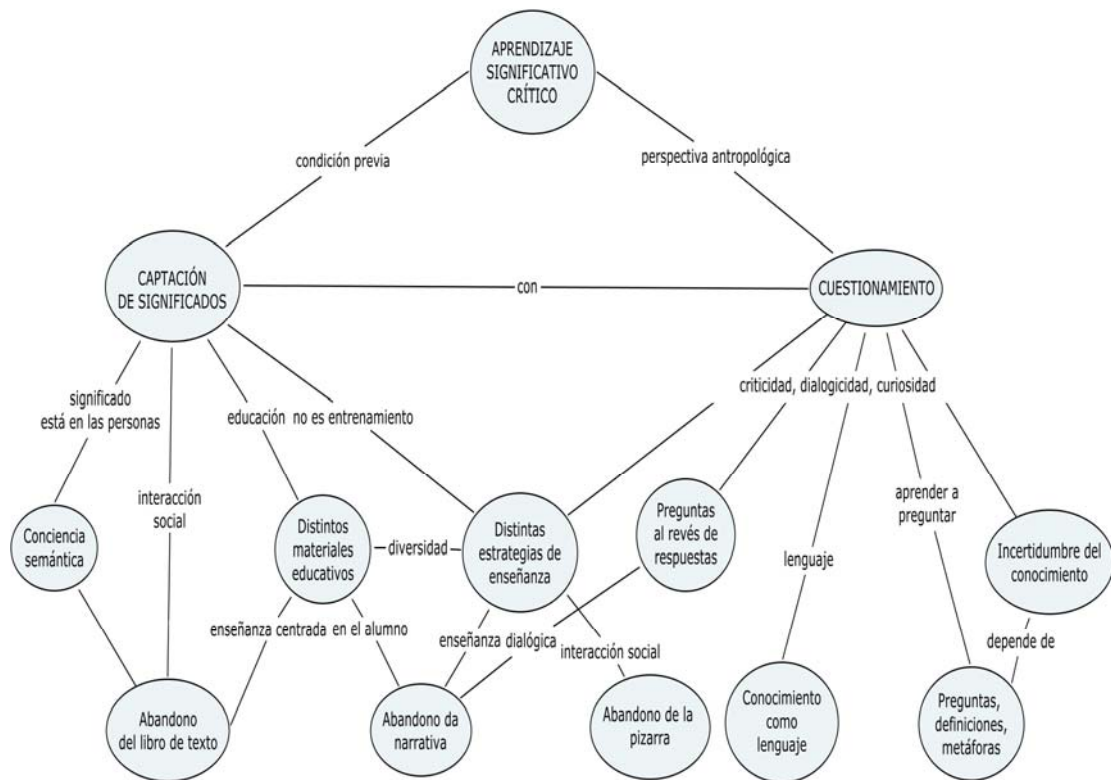 APRENDIZAJE
SIGNIFICATIVO
CRÍTICO
condición previa
perspectiva antropológica
CAPTACIÓN
DE SIGNIFICADOS
con
CUESTIONAMIENTO
significado
está en las personas
educación no es entrenamiento
criticidad, dialogicidad, curiosidad
interacción
social
aprender a
preguntar
Conciencia
semántica
Distintos
materiales
educativos
diversidad
Distintas
estrategias de
enseñanza
Preguntas
al revés de
respuestas
lenguaje
Incertidumbre del
conocimiento
enseñanza centrada en el alumno
enseñanza dialógica
interacción social
depende de
Abandono
del libro de texto
Abandono da
narrativa
Abandono de la
pizarra
Conocimiento
como
lenguaje
Preguntas,
definiciones,
metáforas